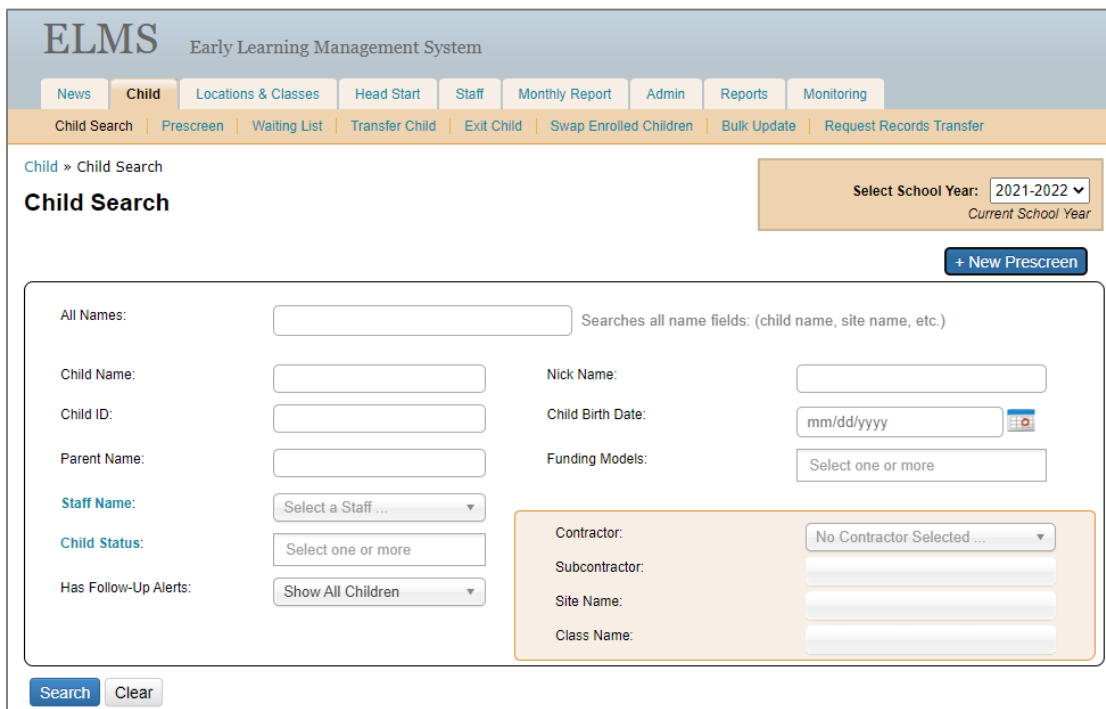 ELMS Early Learning Management System
News Child Locations & Classes Head Start Staff Monthly Report Admin Reports Monitoring
Child Search Prescreen Waiting List Transfer Child Exit Child Swap Enrolled Children Bulk Update Request Records Transfer
Child » Child Search
Child Search
Select School Year: 2021-2022
Current School Year
+ New Prescreen
All Names: Searches all name fields: (child name, site name, etc.)
Child Name: Nick Name:
Child ID: Child Birth Date: mm/dd/yyyy
Parent Name: Funding Models: Select one or more
Staff Name: Select a Staff ...
Child Status: Select one or more
Has Follow-Up Alerts: Show All Children
Contractor: No Contractor Selected ...
Subcontractor:
Site Name:
Class Name:
Search Clear